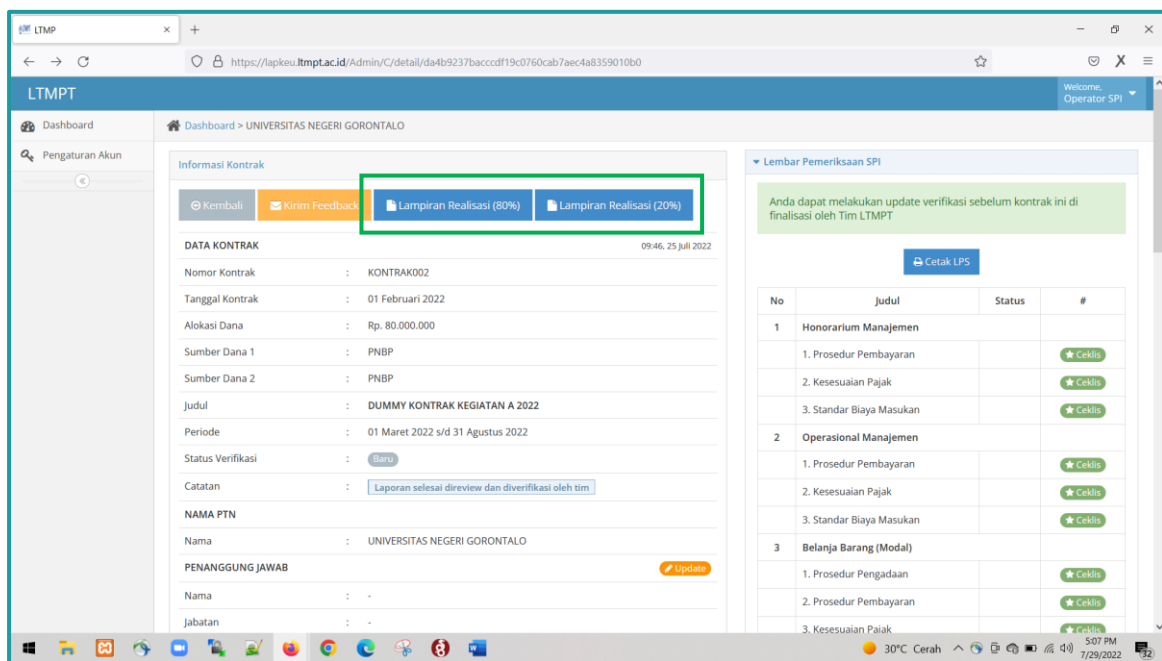 LTMP
https://lapkeu.ltmpt.ac.id/Admin/C/detail/da4b9237bacccdf19c0760cab7aec4a8359010b0
LTMPT
Welcome,
Operator SPI
Dashboard
Pengaturan Akun
Dashboard > UNIVERSITAS NEGERI GORONTALO
Informasi Kontrak
Kembali
Kirim Feedback
Lampiran Realisasi (80%)
Lampiran Realisasi (20%)
DATA KONTRAK 09:46, 25 Juli 2022
Nomor Kontrak : KONTRAK002
Tanggal Kontrak : 01 Februari 2022
Alokasi Dana : Rp. 80.000.000
Sumber Dana 1 : PNBP
Sumber Dana 2 : PNBP
Judul : DUMMY KONTRAK KEGIATAN A 2022
Periode : 01 Maret 2022 s/d 31 Agustus 2022
Status Verifikasi : Baru
Catatan : Laporan selesai direview dan diverifikasi oleh tim
NAMA PTN
Nama : UNIVERSITAS NEGERI GORONTALO
PENANGGUNG JAWAB Update
Nama : -
Jabatan : -
Lembar Pemeriksaan SPI
Anda dapat melakukan update verifikasi sebelum kontrak ini di
finalisasi oleh Tim LTMPT
Cetak LPS
No Judul Status #
1 Honorarium Manajemen
1. Prosedur Pembayaran Ceklis
2. Kesesuaian Pajak Ceklis
3. Standar Biaya Masukan Ceklis
2 Operasional Manajemen
1. Prosedur Pembayaran Ceklis
2. Kesesuaian Pajak Ceklis
3. Standar Biaya Masukan Ceklis
3 Belanja Barang (Modal)
1. Prosedur Pengadaan Ceklis
2. Prosedur Pembayaran Ceklis
3. Kesesuaian Pajak Ceklis
30°C Cerah
5:07 PM
7/29/2022
32